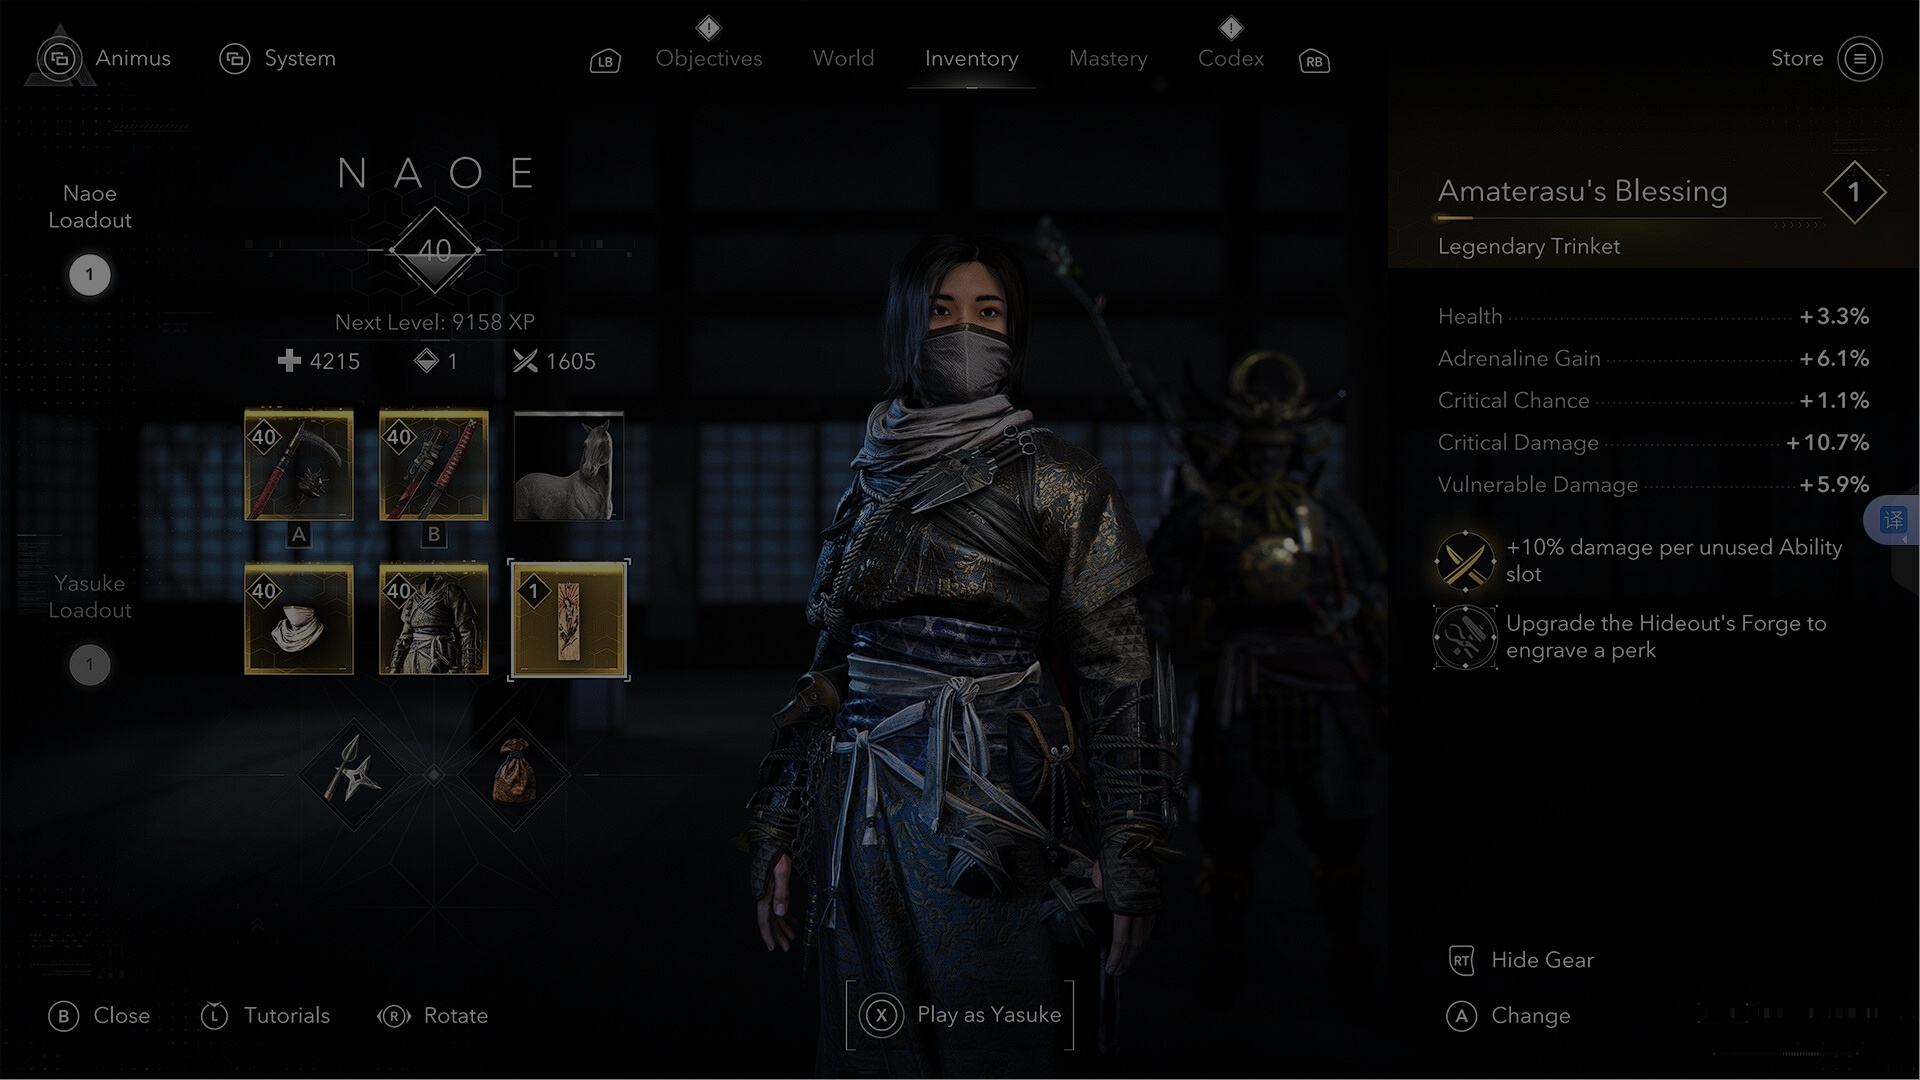 Animus
System
LB
Objectives
World
Inventory
Mastery
Codex
RB
Store
NAOE
Naoe
Loadout
1
40
Next Level: 9158 XP
4215
1
1605
40
40
A
B
40
40
1
Yasuke
Loadout
1
Amaterasu's Blessing
1
Legendary Trinket
Health +3.3%
Adrenaline Gain +6.1%
Critical Chance +1.1%
Critical Damage +10.7%
Vulnerable Damage +5.9%
译
+10% damage per unused Ability
slot
Upgrade the Hideout's Forge to
engrave a perk
RT Hide Gear
B Close
L Tutorials
R Rotate
X Play as Yasuke
A Change